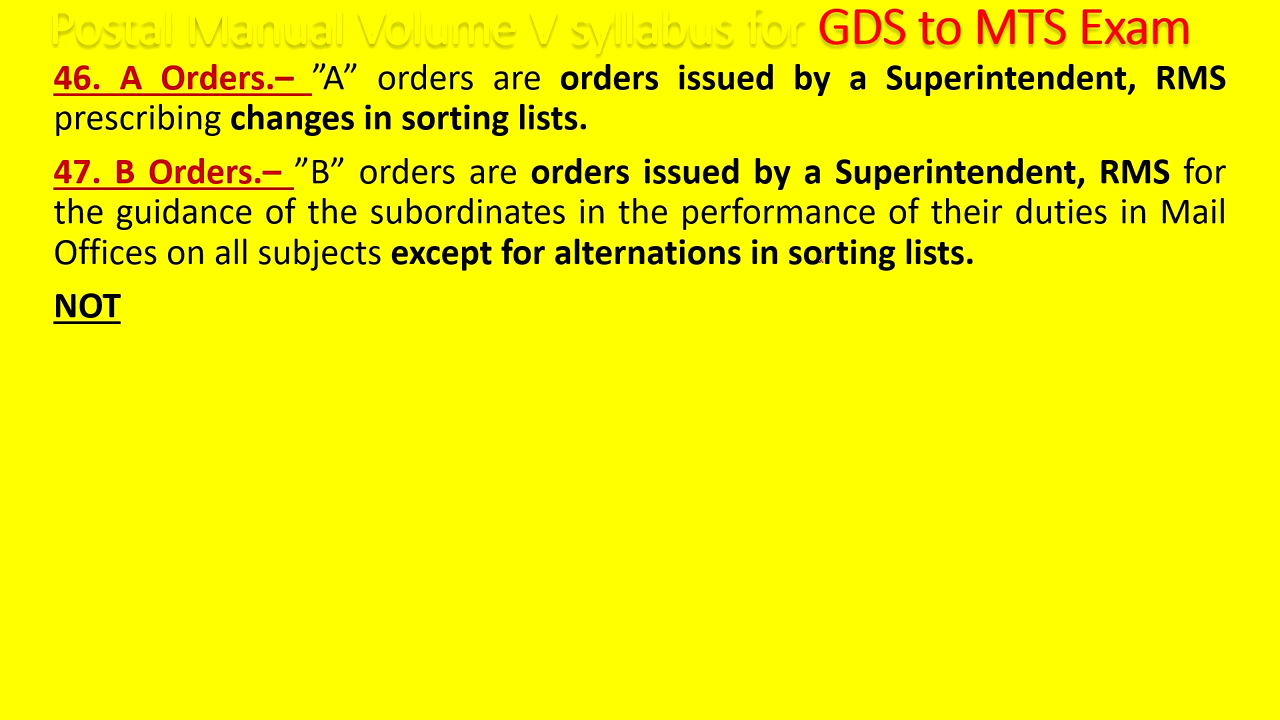 Postal Manual Volume V syllabus for GDS to MTS Exam
46. A Orders.– ”A” orders are orders issued by a Superintendent, RMS
prescribing changes in sorting lists.
47. B Orders.– ”B” orders are orders issued by a Superintendent, RMS for
the guidance of the subordinates in the performance of their duties in Mail
Offices on all subjects except for alternations in sorting lists.
NOT